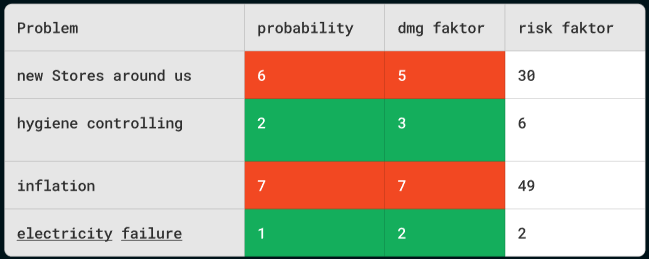 Problem probability dmg faktor risk faktor
new Stores around us 6 5 30
hygiene controlling 2 3 6
inflation 7 7 49
electricity failure 1 2 2